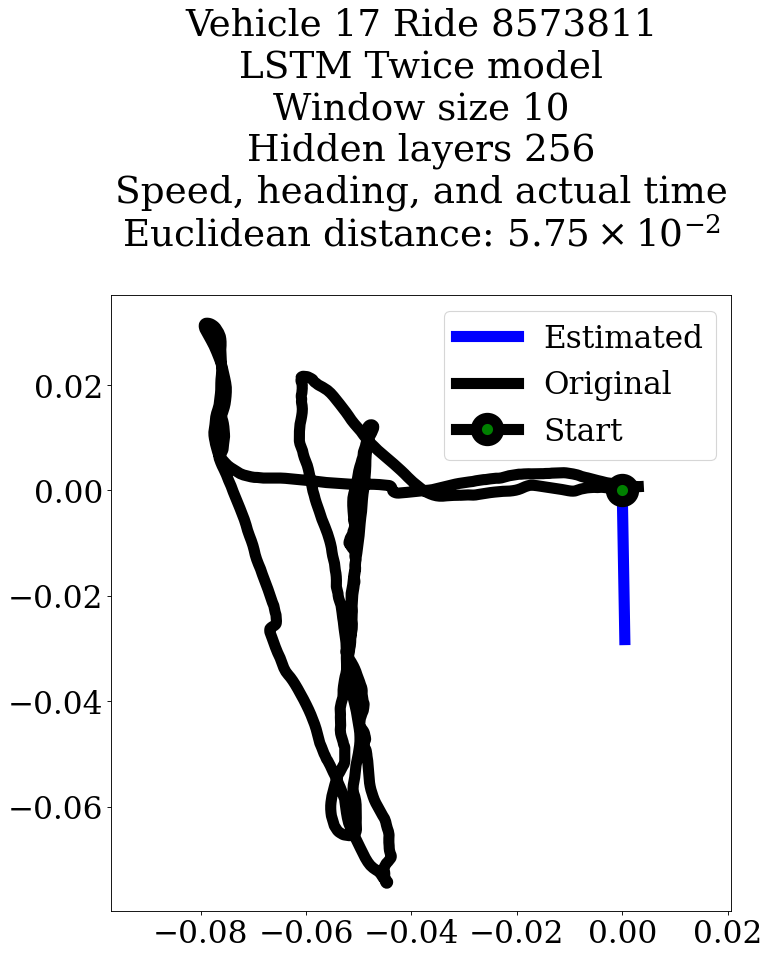 Vehicle 17 Ride 8573811
LSTM Twice model
Window size 10
Hidden layers 256
Speed, heading, and actual time
Euclidean distance: 5.75 × 10⁻²
Estimated
Original
Start
0.02
0.00
−0.02
−0.04
−0.06
−0.08 −0.06 −0.04 −0.02 0.00 0.02